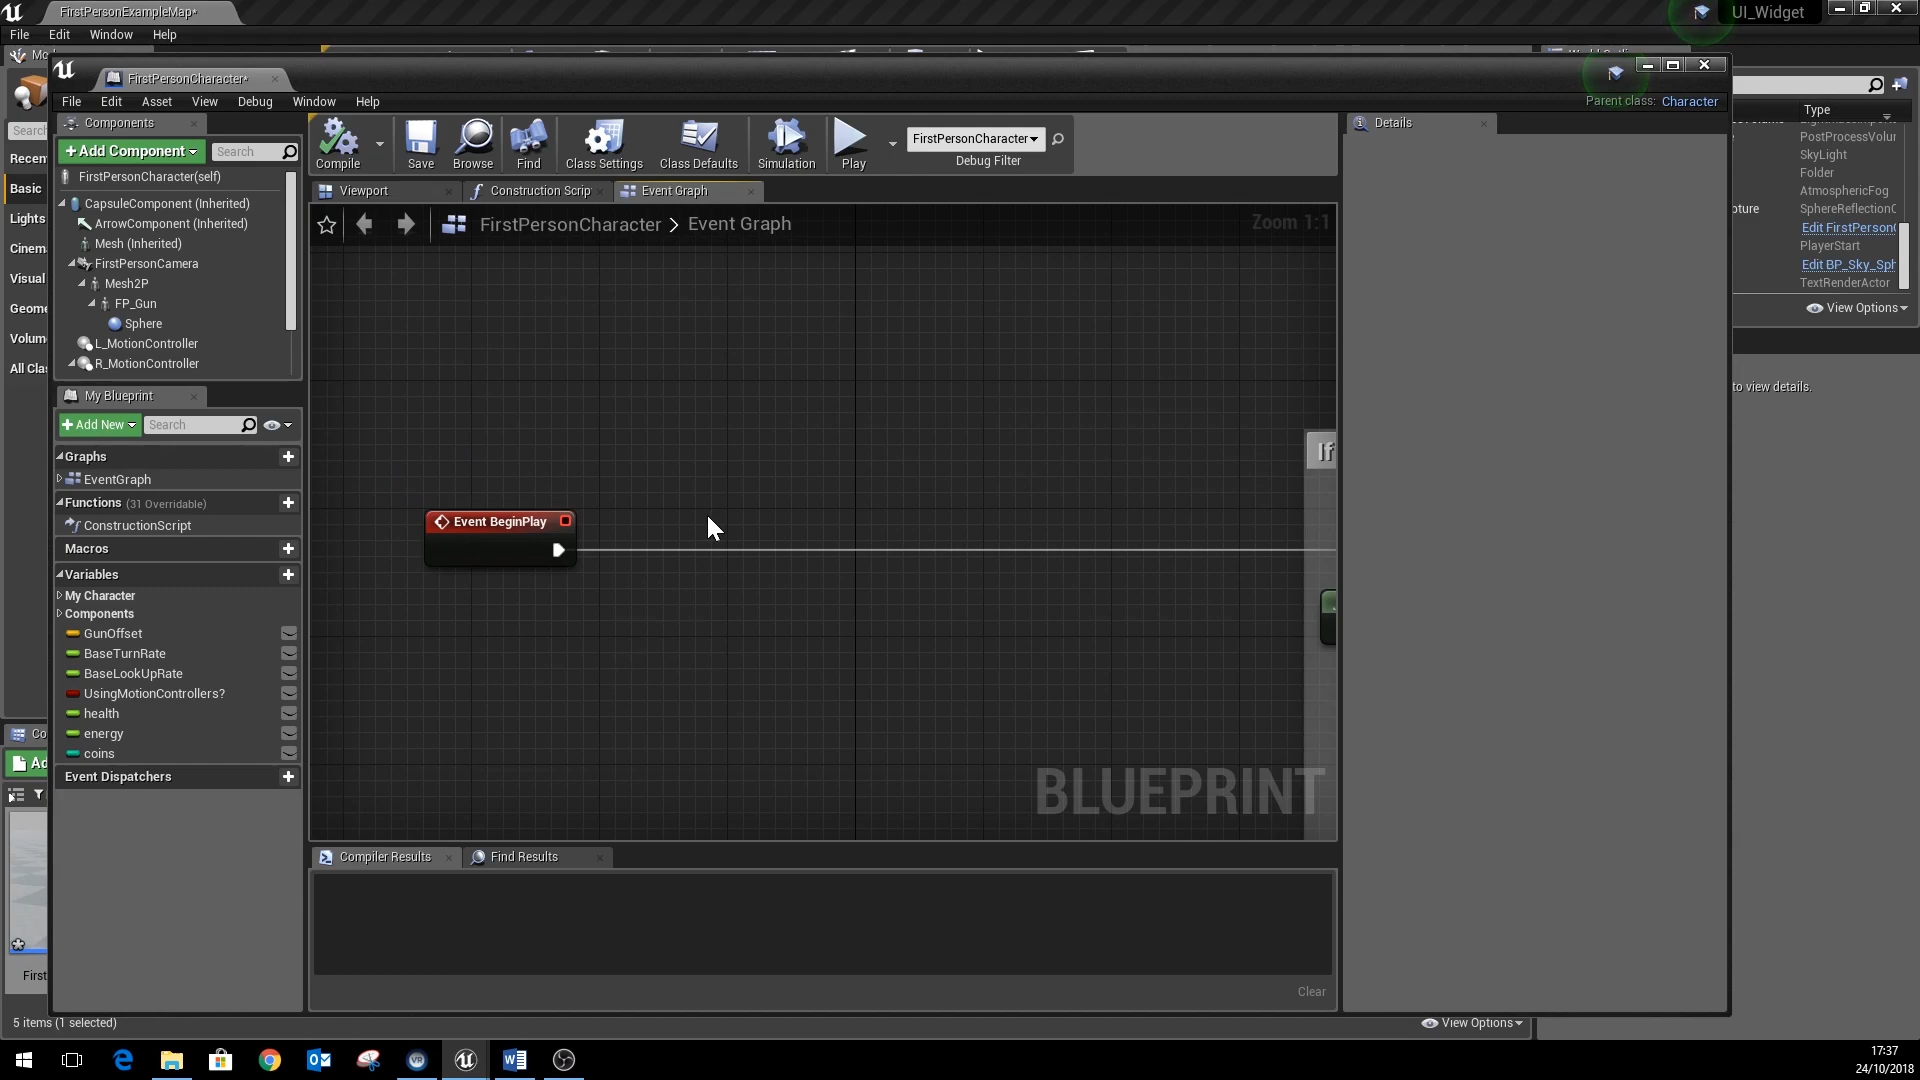 FirstPersonExampleMap*
UI_Widget
File Edit Window Help
FirstPersonCharacter*
File Edit Asset View Debug Window Help
Parent class: Character
Type
PostProcessVolur
SkyLight
Folder
AtmosphericFog
SphereReflectionC
Edit FirstPerson
PlayerStart
Edit BP_Sky_Sph
TextRenderActor
View Options
to view details.
Search
Recen
Basic
Lights
Cinem
Visual
Geome
Volum
All Clas
Components
+Add Component
Search
FirstPersonCharacter(self)
CapsuleComponent (Inherited)
ArrowComponent (Inherited)
Mesh (Inherited)
FirstPersonCamera
Mesh2P
FP_Gun
Sphere
L_MotionController
R_MotionController
My Blueprint
+Add New
Search
Graphs
EventGraph
Functions (31 Overridable)
ConstructionScript
Macros
Variables
My Character
Components
GunOffset
BaseTurnRate
BaseLookUpRate
UsingMotionControllers?
health
energy
coins
Event Dispatchers
Compile
Save
Browse
Find
Class Settings
Class Defaults
Simulation
Play
FirstPersonCharacter
Debug Filter
Viewport
Construction Scrip
Event Graph
FirstPersonCharacter > Event Graph
Zoom 1:1
If
Event BeginPlay
BLUEPRINT
Compiler Results
Find Results
Clear
Details
Co
Ad
First
5 items (1 selected)
View Options
17:37
24/10/2018